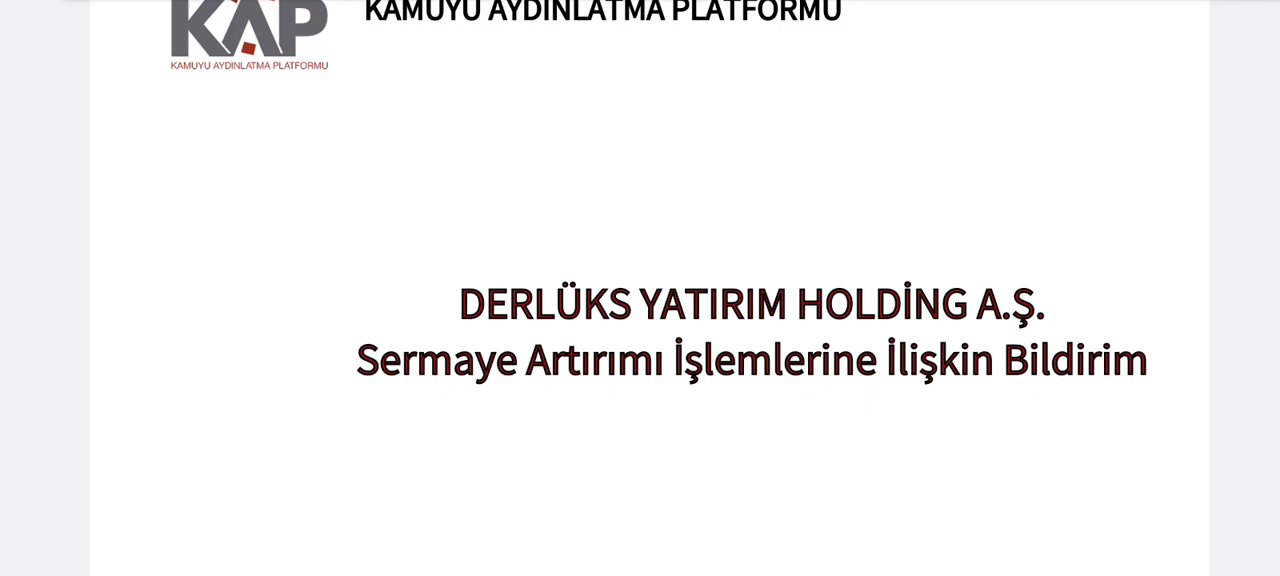 KAMUYU AYDINLATMA PLATFORMU
KAP
KAMUYU AYDINLATMA PLATFORMU
DERLÜKS YATIRIM HOLDİNG A.Ş.
Sermaye Artırımı İşlemlerine İlişkin Bildirim